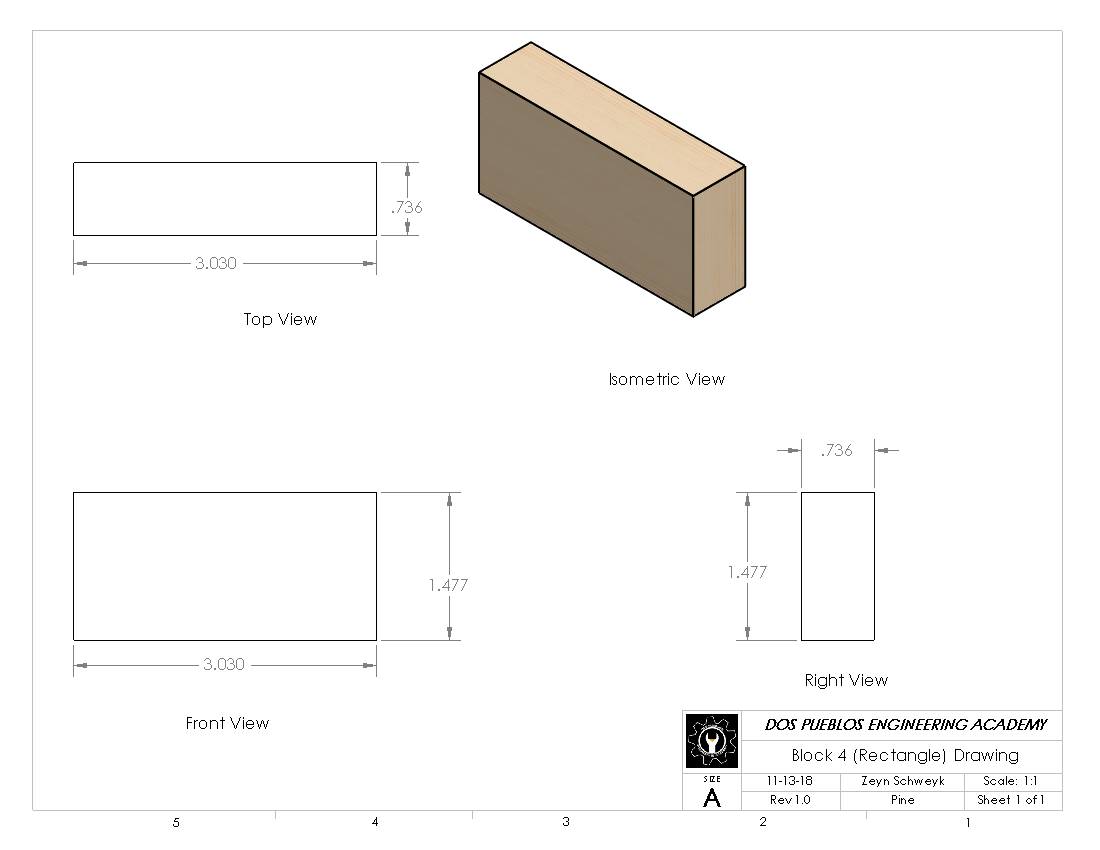 .736
3.030
Top View
Isometric View
.736
1.477
1.477
3.030
Right View
Front View
DOS PUEBLOS ENGINEERING ACADEMY
Block 4 (Rectangle) Drawing
SIZE
A
11-13-18 Zeyn Schweyk Scale: 1:1
Rev1.0 Pine Sheet 1 of 1
5 4 3 2 1